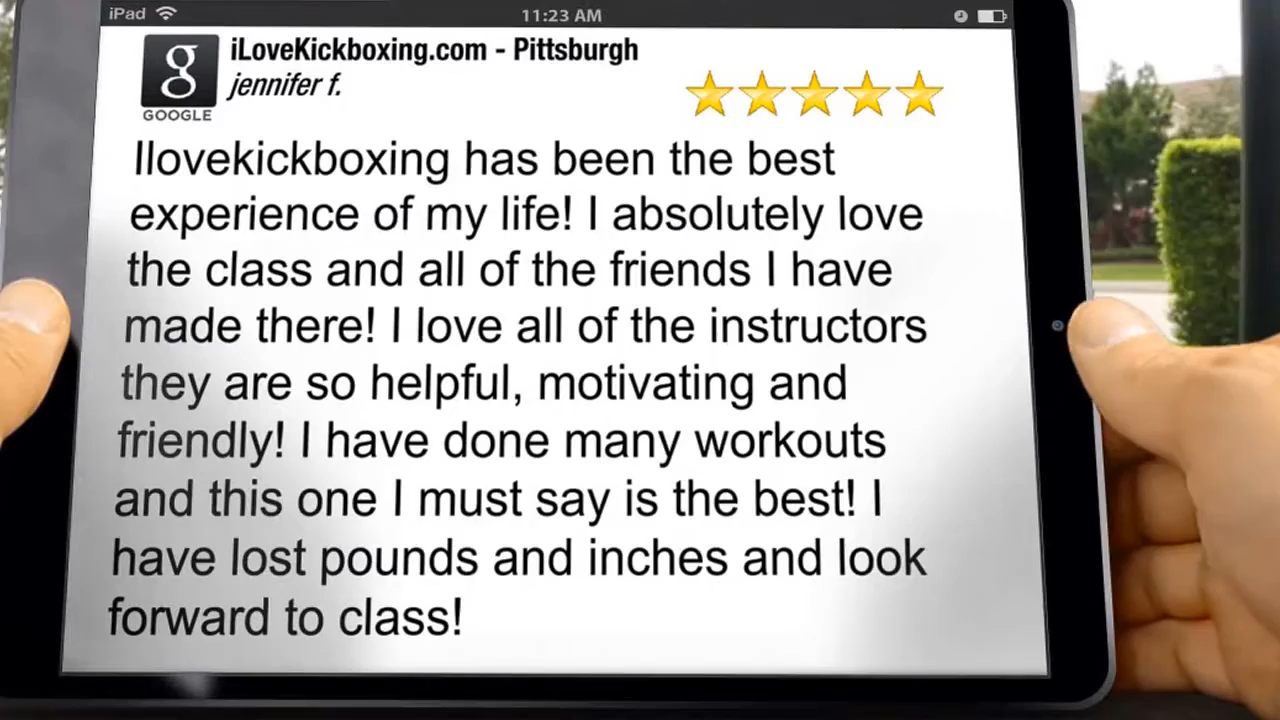 iPad 11:23 AM
g
GOOGLE
iLoveKickboxing.com - Pittsburgh
jennifer f.
Ilovekickboxing has been the best
experience of my life! I absolutely love
the class and all of the friends I have
made there! I love all of the instructors
they are so helpful, motivating and
friendly! I have done many workouts
and this one I must say is the best! I
have lost pounds and inches and look
forward to class!